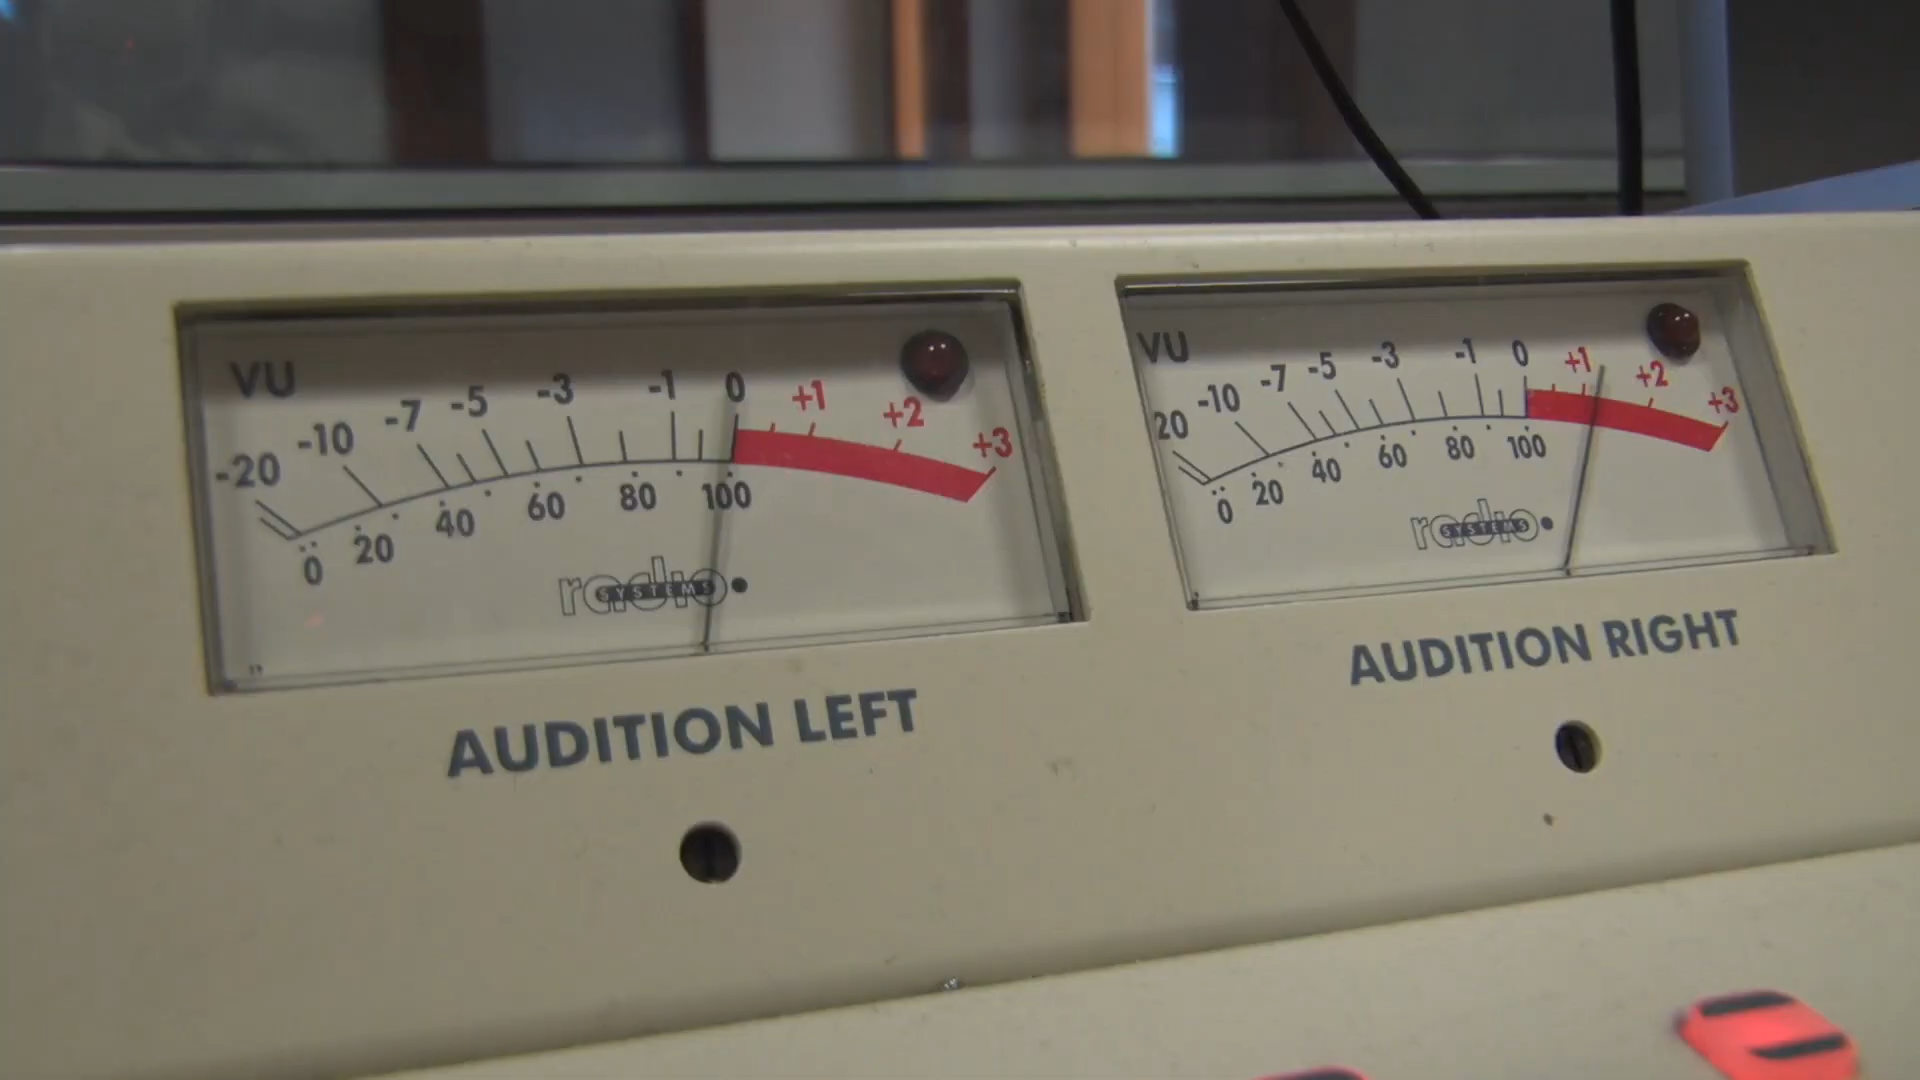 VU
-20 -10 -7 -5 -3 -1 0 +1 +2 +3
0 20 40 60 80 100
radio
SYSTEMS
AUDITION LEFT
VU
20 -10 -7 -5 -3 -1 0 +1 +2 +3
0 20 40 60 80 100
radio
SYSTEMS
AUDITION RIGHT